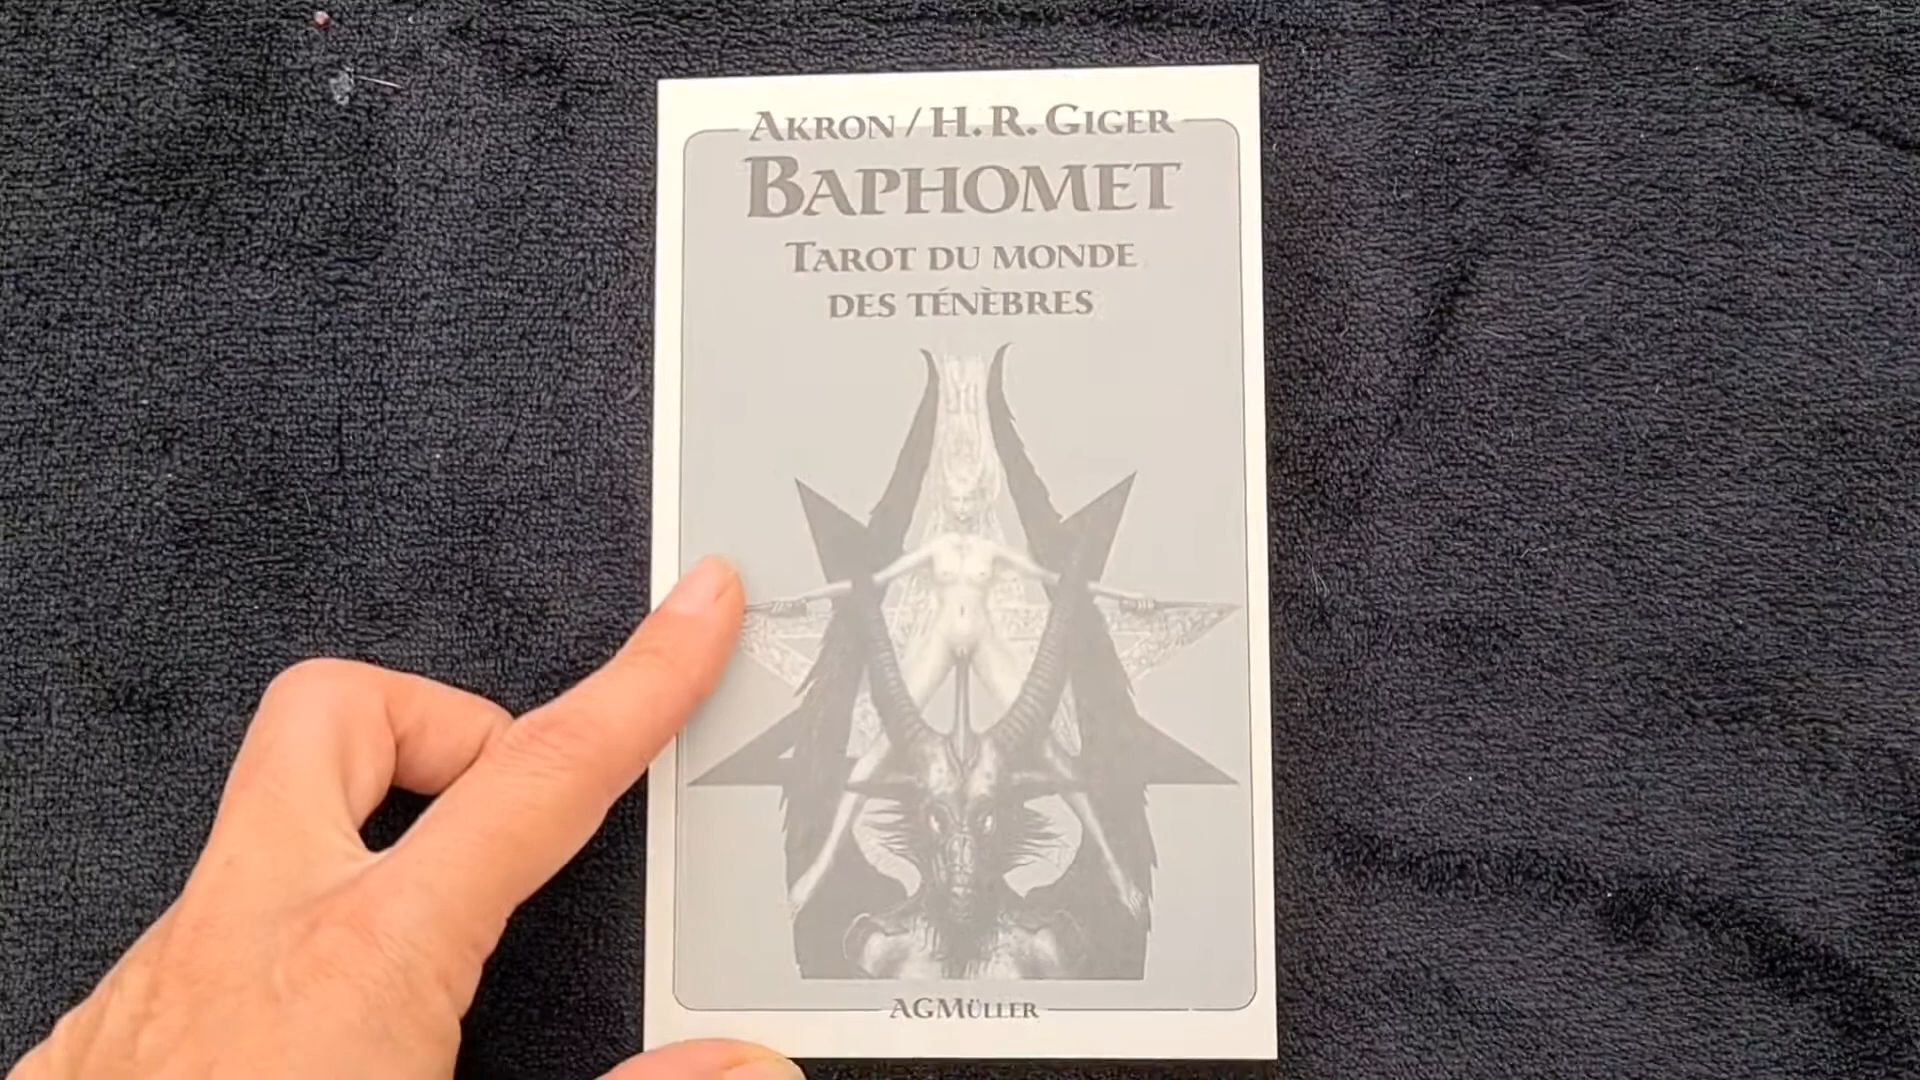 AKRON / H. R. GIGER
BAPHOMET
TAROT DU MONDE
DES TÉNÈBRES
AGMÜLLER